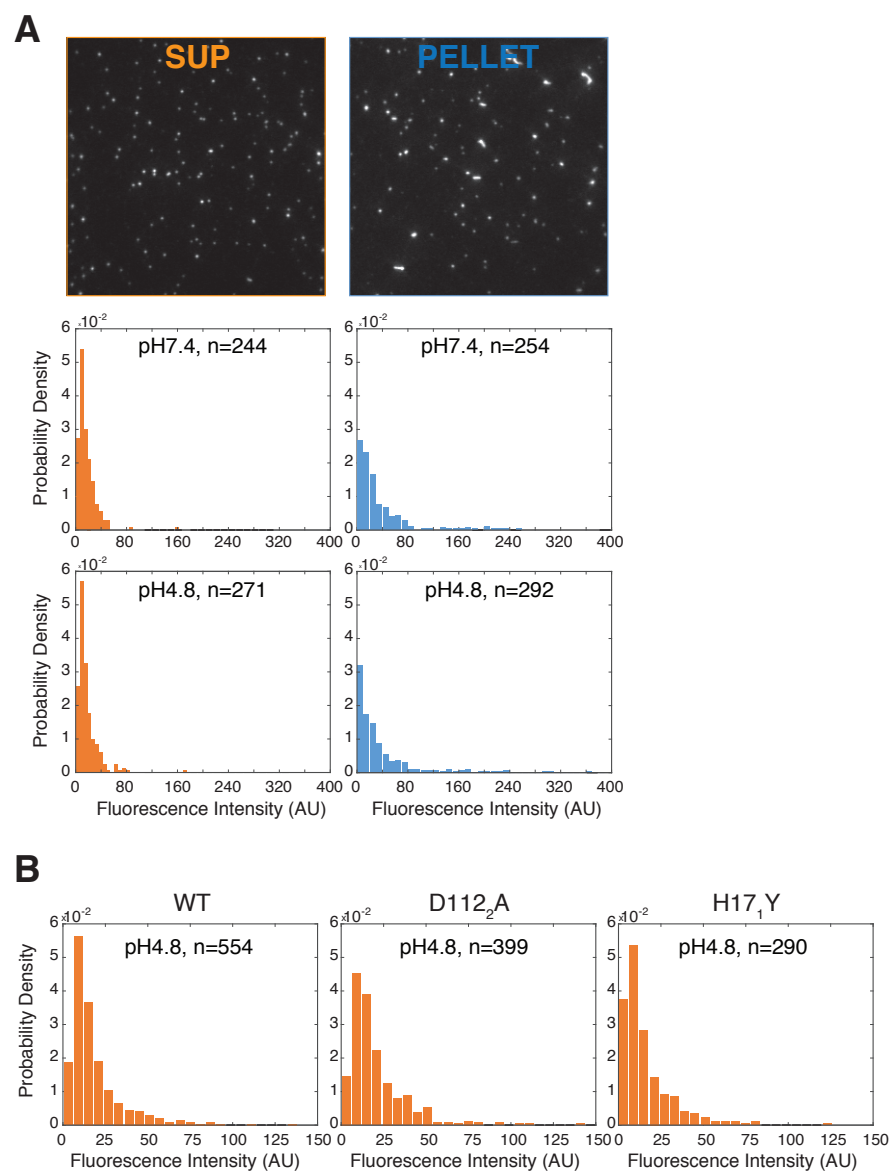 A
SUP
PELLET
6 ×10⁻²
pH7.4, n=244
5
4
3
2
1
0
0 80 160 240 320 400
Probability Density
6 ×10⁻²
pH7.4, n=254
5
4
3
2
1
0
0 80 160 240 320 400
6 ×10⁻²
pH4.8, n=271
5
4
3
2
1
0
0 80 160 240 320 400
Probability Density
Fluorescence Intensity (AU)
6 ×10⁻²
pH4.8, n=292
5
4
3
2
1
0
0 80 160 240 320 400
Fluorescence Intensity (AU)
B
WT
6 ×10⁻²
pH4.8, n=554
5
4
3
2
1
0
0 25 50 75 100 125 150
Probability Density
Fluorescence Intensity (AU)
D112₂A
6 ×10⁻²
pH4.8, n=399
5
4
3
2
1
0
0 25 50 75 100 125 150
Fluorescence Intensity (AU)
H17₁Y
6 ×10⁻²
pH4.8, n=290
5
4
3
2
1
0
25 50 75 100 125 150
Fluorescence Intensity (AU)